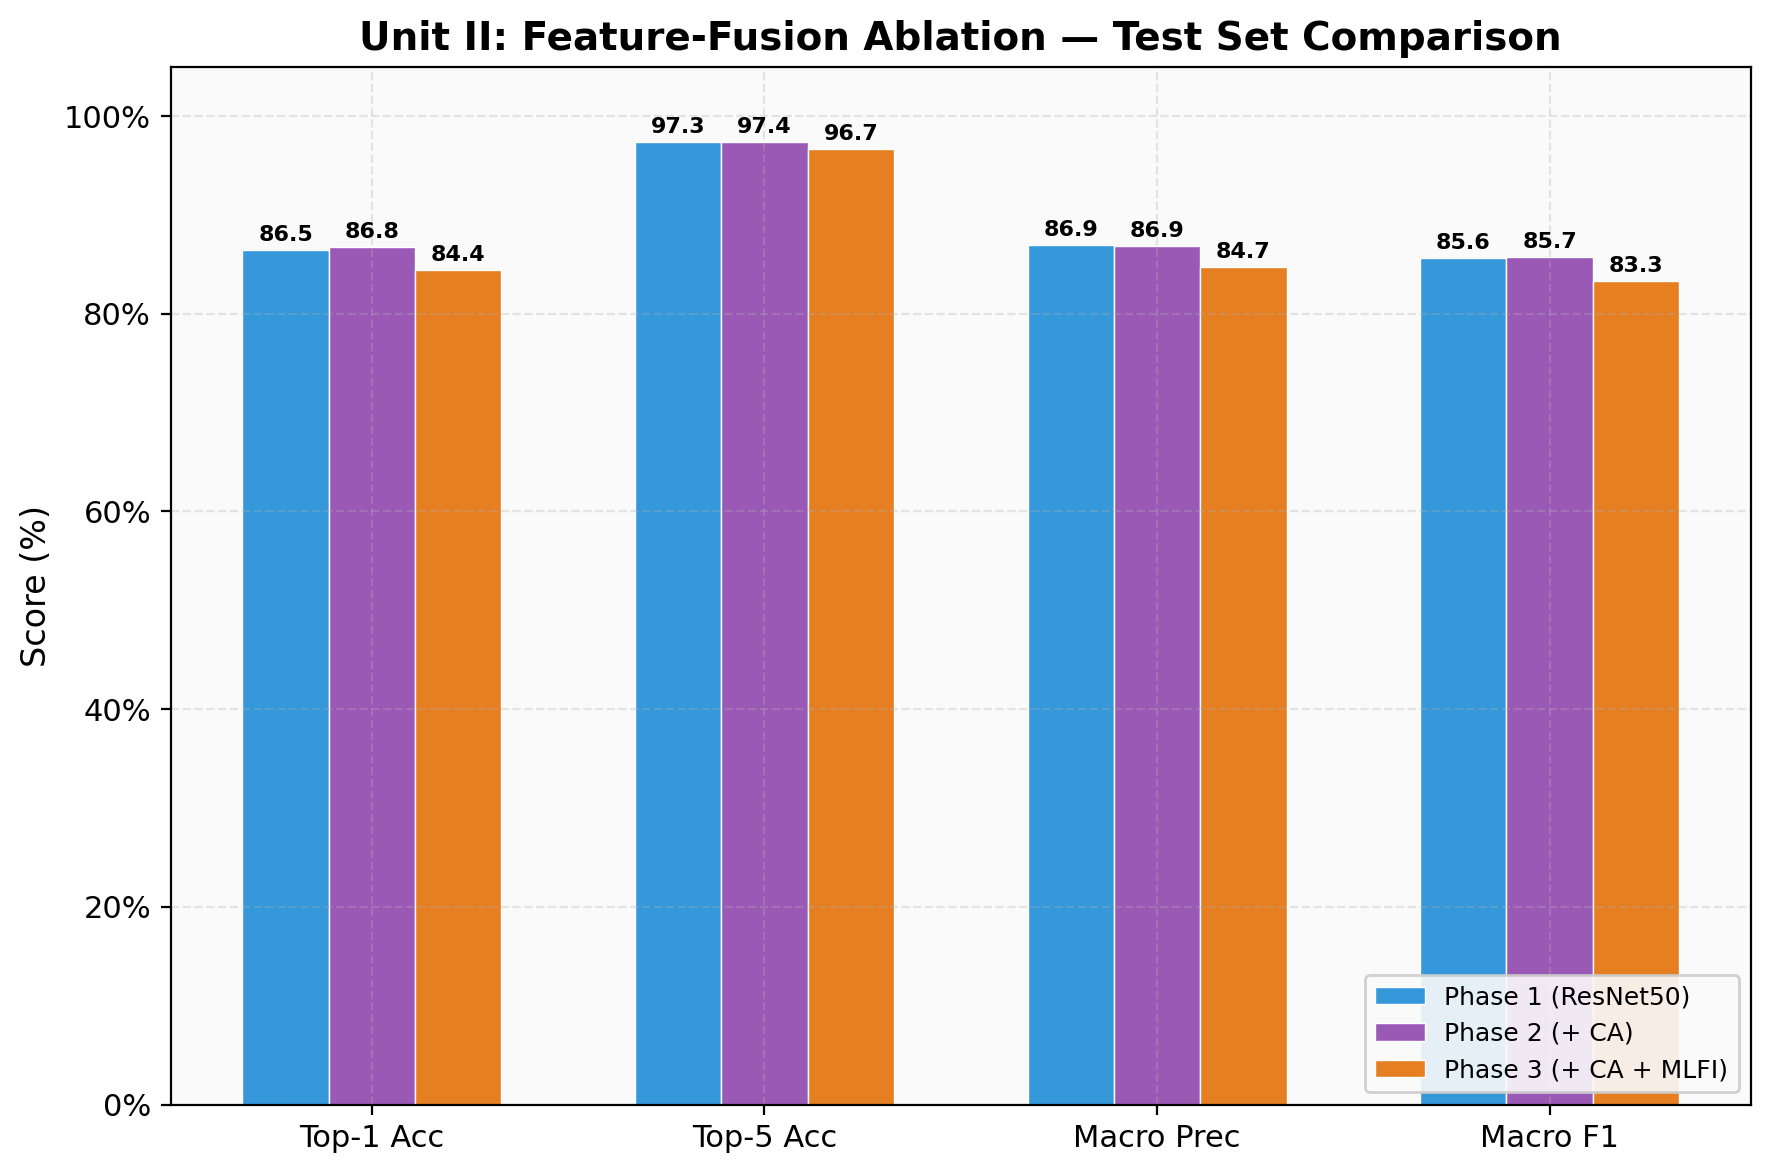 Unit II: Feature-Fusion Ablation — Test Set Comparison
Score (%)
100%
80%
60%
40%
20%
0%
86.5
86.8
84.4
97.3
97.4
96.7
86.9
86.9
84.7
85.6
85.7
83.3
Top-1 Acc
Top-5 Acc
Macro Prec
Macro F1
Phase 1 (ResNet50)
Phase 2 (+ CA)
Phase 3 (+ CA + MLFI)